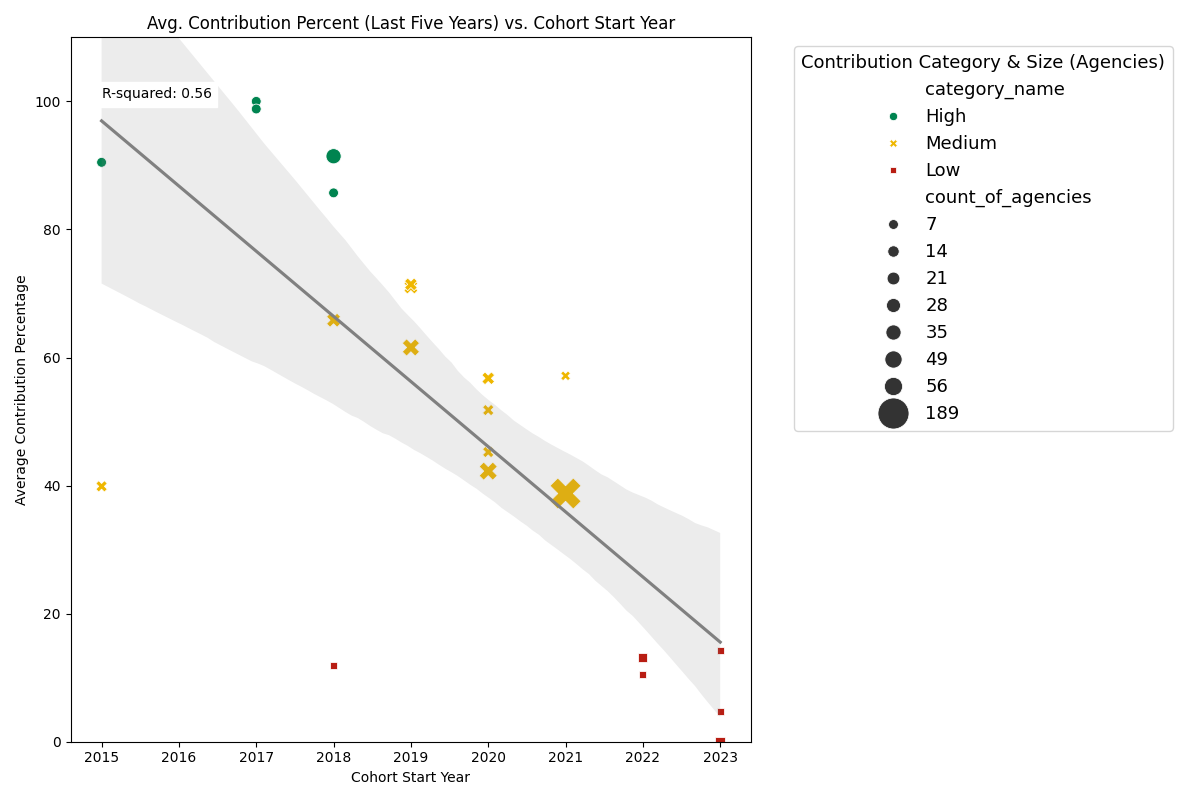 Avg. Contribution Percent (Last Five Years) vs. Cohort Start Year
R-squared: 0.56
Average Contribution Percentage
100
80
60
40
20
0
2015 2016 2017 2018 2019 2020 2021 2022 2023
Cohort Start Year
Contribution Category & Size (Agencies)
category_name
High
Medium
Low
count_of_agencies
7
14
21
28
35
49
56
189